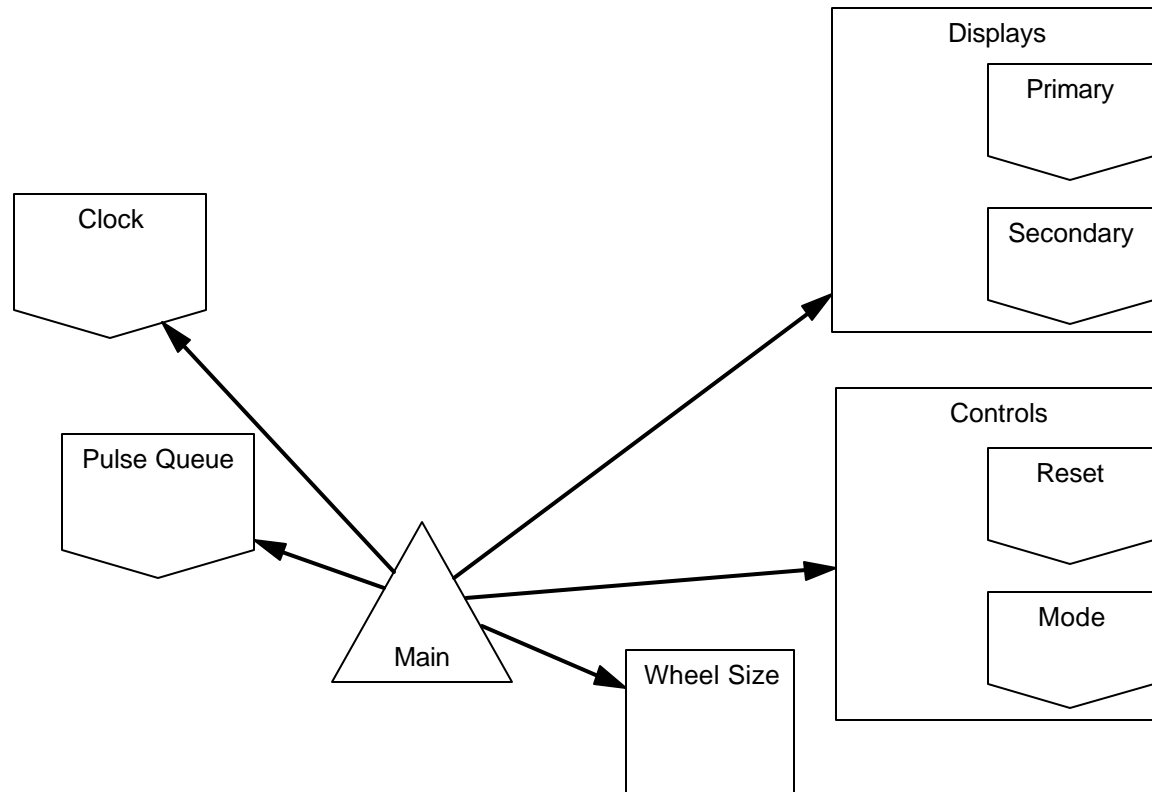 Displays
Primary
Secondary
Clock
Controls
Pulse Queue
Reset
Mode
Main
Wheel Size